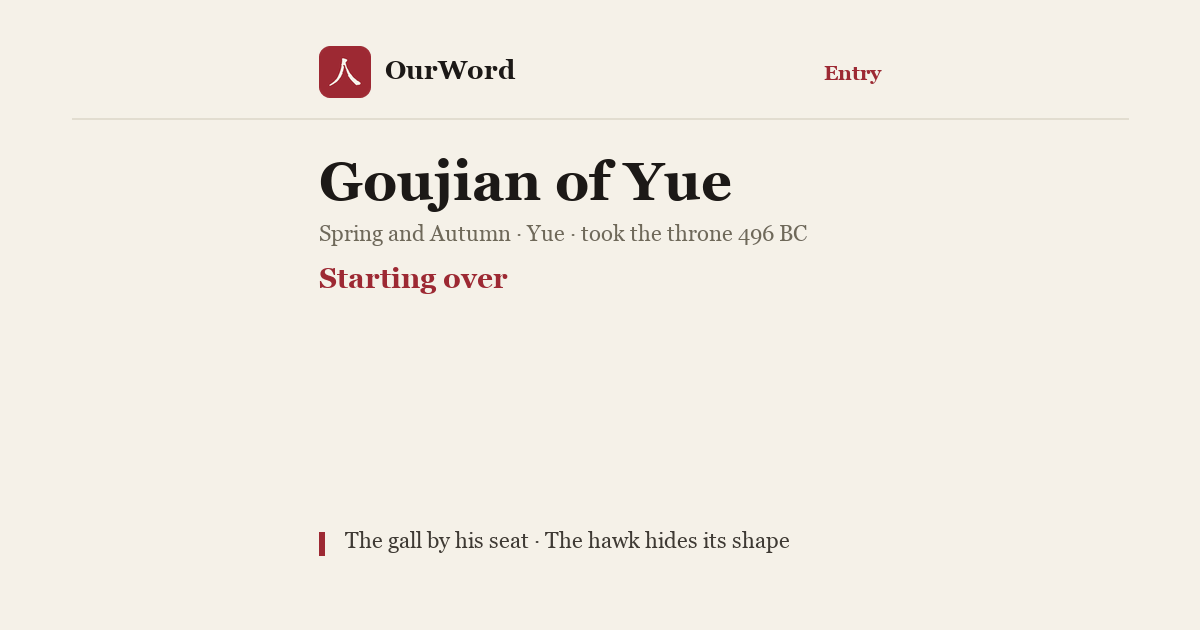 人 OurWord
Entry
Goujian of Yue
Spring and Autumn · Yue · took the throne 496 BC
Starting over
The gall by his seat · The hawk hides its shape